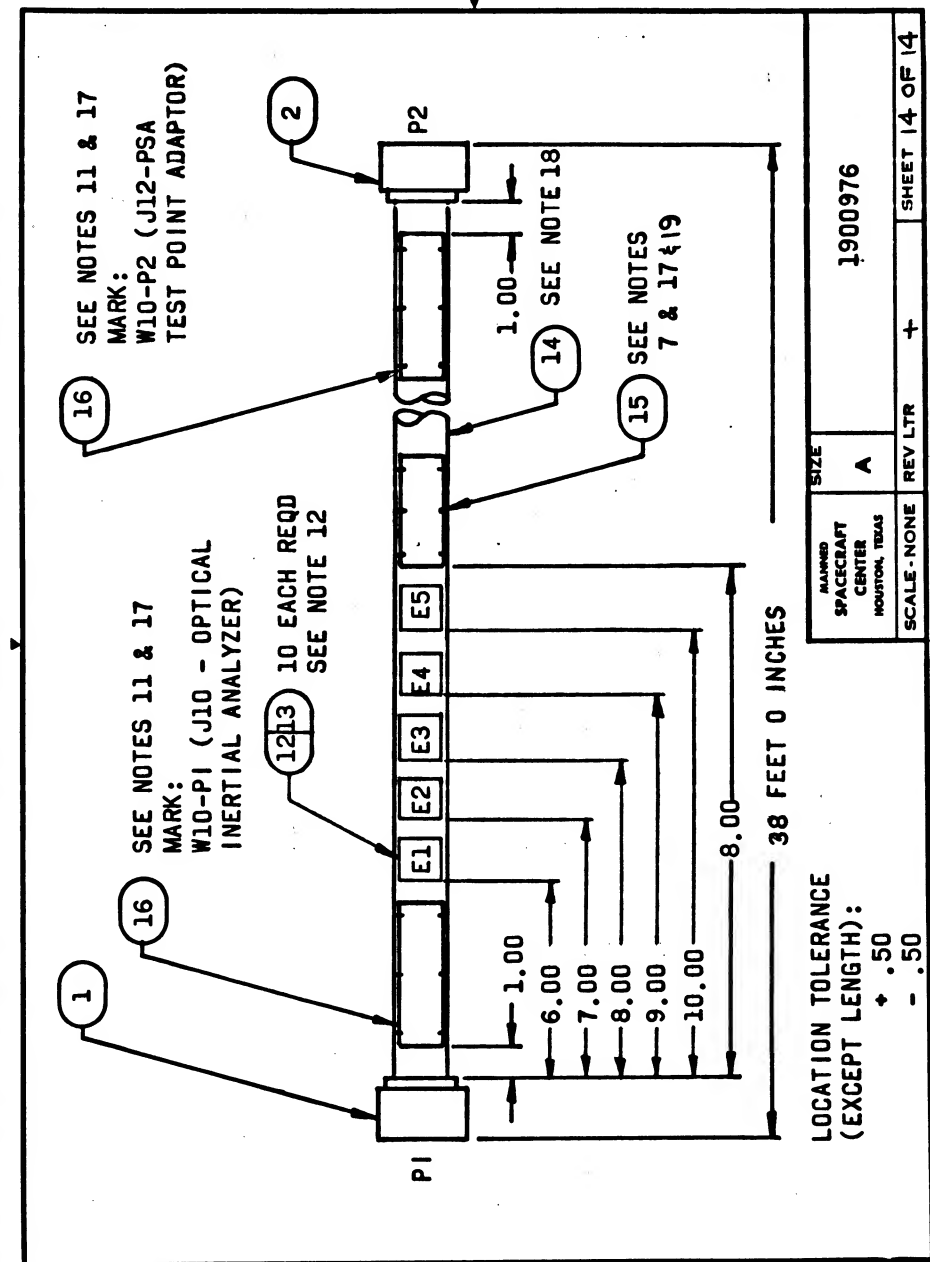 1
16
SEE NOTES 11 & 17
MARK:
W10-P1 (J10 - OPTICAL
INERTIAL ANALYZER)
1213
10 EACH REQD
SEE NOTE 12
16
SEE NOTES 11 & 17
MARK:
W10-P2 (J12-PSA
TEST POINT ADAPTOR)
2
P1
E1
E2
E3
E4
E5
P2
1.00
14
SEE NOTE 18
15
SEE NOTES
7 & 17 & 19
1.00
6.00
7.00
8.00
9.00
10.00
8.00
38 FEET 0 INCHES
LOCATION TOLERANCE
(EXCEPT LENGTH):
+ .50
- .50
MANNED
SPACECRAFT
CENTER
HOUSTON, TEXAS
SIZE
A
1900976
SCALE-NONE
REV LTR
+
SHEET 14 OF 14